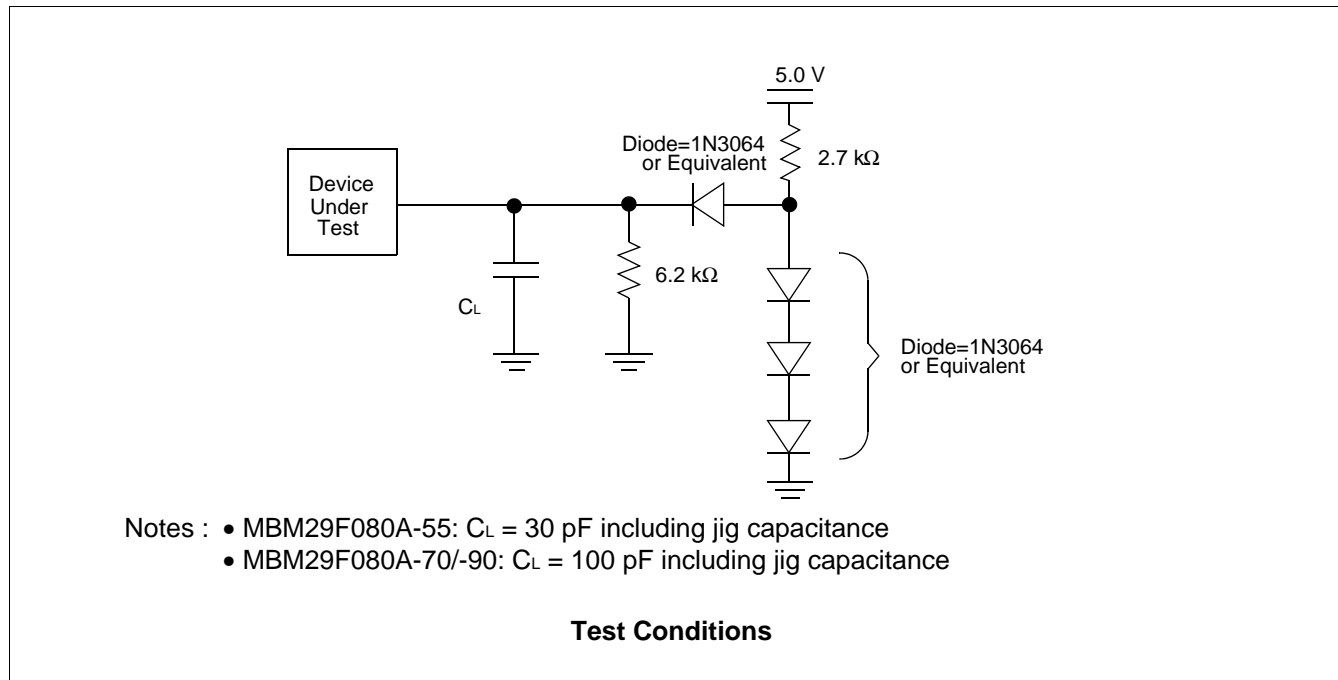 5.0 V
Diode=1N3064
or Equivalent
2.7 kΩ
Device
Under
Test
6.2 kΩ
CL
Diode=1N3064
or Equivalent
Notes : • MBM29F080A-55: CL = 30 pF including jig capacitance
• MBM29F080A-70/-90: CL = 100 pF including jig capacitance
Test Conditions